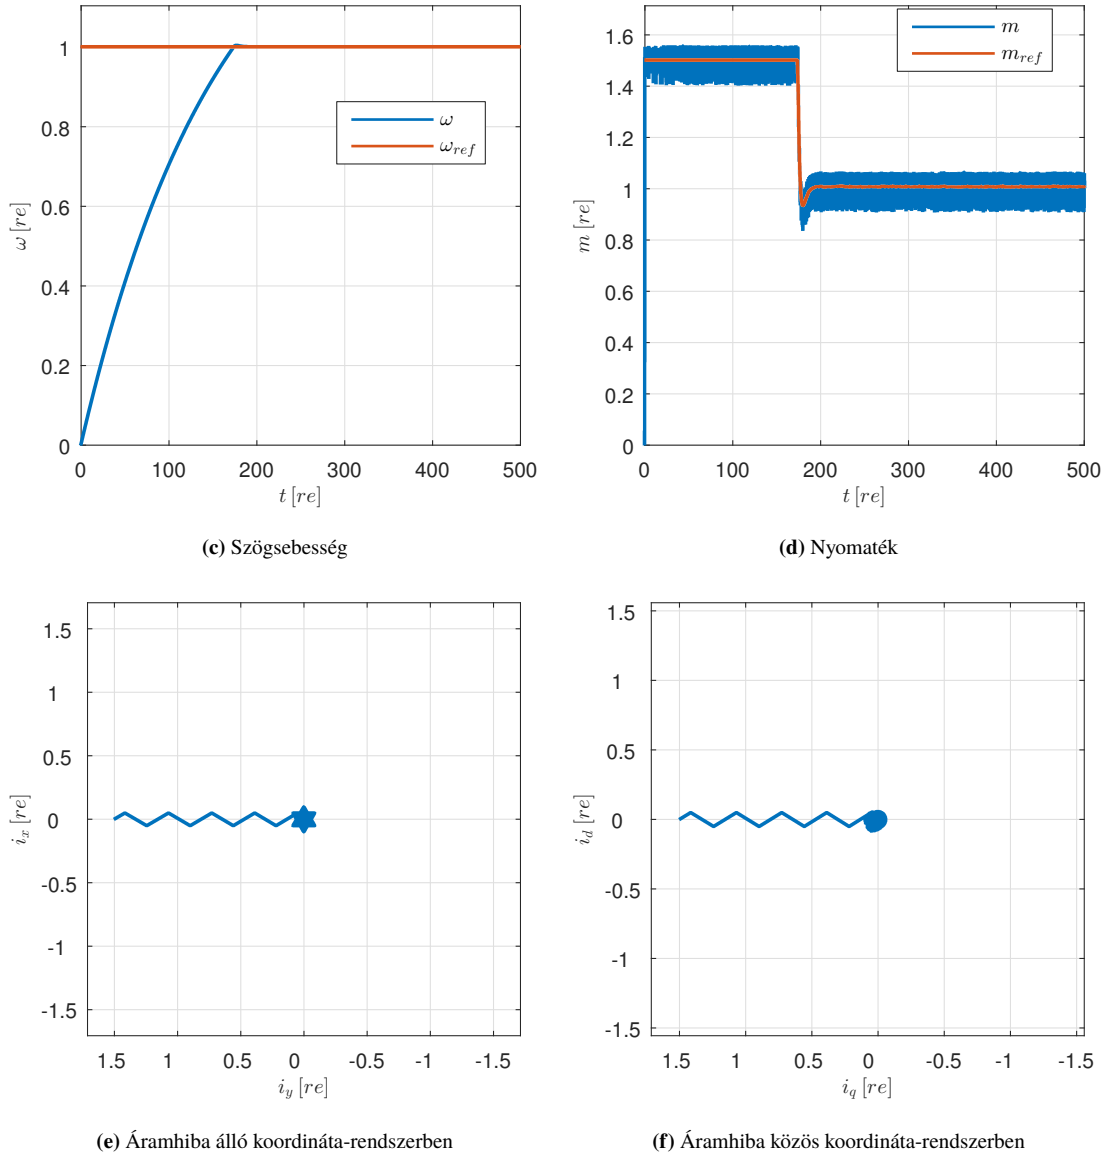 1
0.8
0.6
0.4
0.2
0
ω [re]
ω
ω_ref
0 100 200 300 400 500
t [re]
(c) Szögsebesség
1.6
1.4
1.2
1
0.8
0.6
0.4
0.2
0
m [re]
m
m_ref
0 100 200 300 400 500
t [re]
(d) Nyomaték
1.5
1
0.5
0
-0.5
-1
-1.5
i_x [re]
1.5 1 0.5 0 -0.5 -1 -1.5
i_y [re]
(e) Áramhiba álló koordináta-rendszerben
1.5
1
0.5
0
-0.5
-1
-1.5
i_d [re]
1.5 1 0.5 0 -0.5 -1 -1.5
i_q [re]
(f) Áramhiba közös koordináta-rendszerben